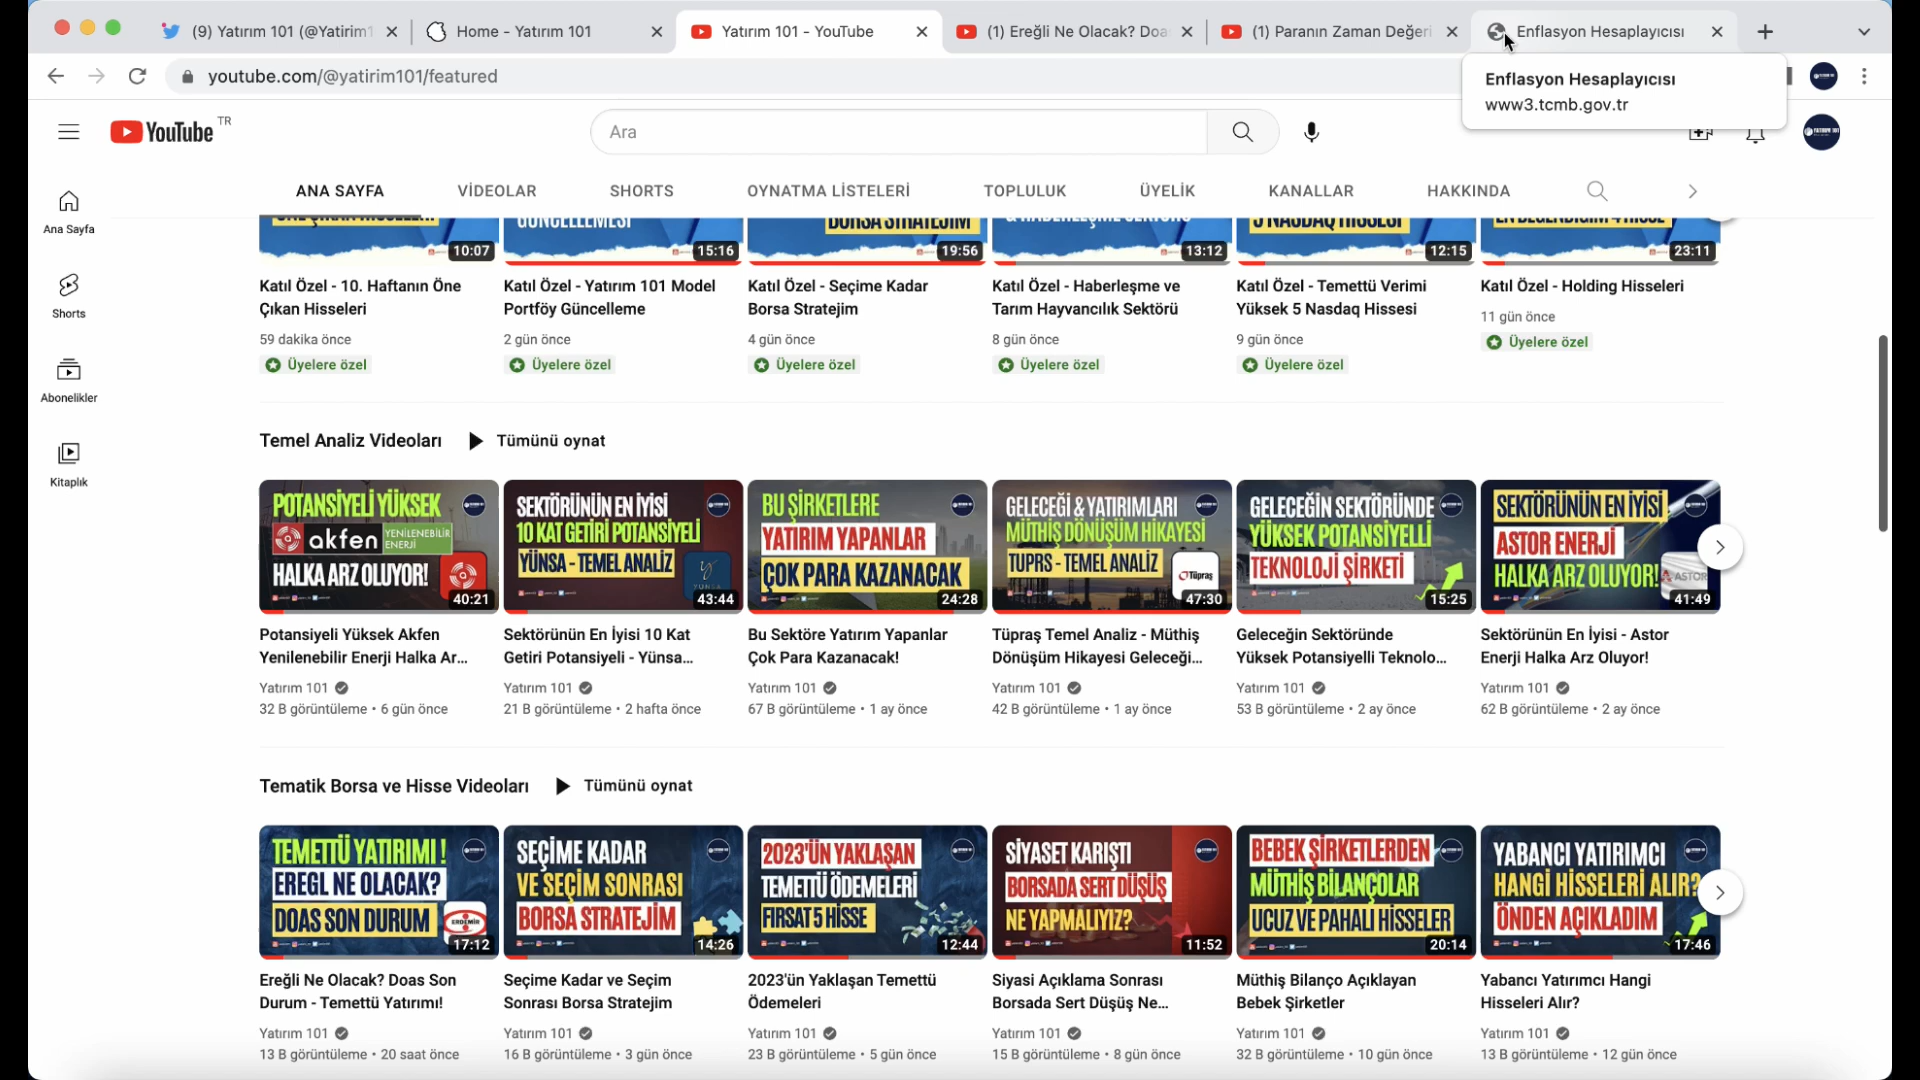 (9) Yatırım 101 (@Yatirim1
Home - Yatırım 101
Yatırım 101 - YouTube
(1) Ereğli Ne Olacak? Doa
(1) Paranın Zaman Değeri
Enflasyon Hesaplayıcısı
youtube.com/@yatirim101/featured
Enflasyon Hesaplayıcısı
www3.tcmb.gov.tr
YouTube TR
Ara
ANA SAYFA VİDEOLAR SHORTS OYNATMA LİSTELERİ TOPLULUK ÜYELİK KANALLAR HAKKINDA
Ana Sayfa
Shorts
Abonelikler
Kitaplık
GÜNCELLEMESİ
BORSA STRATEJİM
5 NASDAQ HİSSESİ
10:07 15:16 19:56 13:12 12:15 23:11
Katıl Özel - 10. Haftanın Öne
Çıkan Hisseleri
59 dakika önce
Üyelere özel
Katıl Özel - Yatırım 101 Model
Portföy Güncelleme
2 gün önce
Üyelere özel
Katıl Özel - Seçime Kadar
Borsa Stratejim
4 gün önce
Üyelere özel
Katıl Özel - Haberleşme ve
Tarım Hayvancılık Sektörü
8 gün önce
Üyelere özel
Katıl Özel - Temettü Verimi
Yüksek 5 Nasdaq Hissesi
9 gün önce
Üyelere özel
Katıl Özel - Holding Hisseleri
11 gün önce
Üyelere özel
Temel Analiz Videoları Tümünü oynat
POTANSİYELİ YÜKSEK
akfen YENİLENEBİLİR
ENERJİ
HALKA ARZ OLUYOR!
40:21
Potansiyeli Yüksek Akfen
Yenilenebilir Enerji Halka Ar...
Yatırım 101
32 B görüntüleme • 6 gün önce
SEKTÖRÜNÜN EN İYİSİ
10 KAT GETİRİ POTANSİYELİ
YÜNSA - TEMEL ANALİZ
YÜNSA
43:44
Sektörünün En İyisi 10 Kat
Getiri Potansiyeli - Yünsa...
Yatırım 101
21 B görüntüleme • 2 hafta önce
BU ŞİRKETLERE
YATIRIM YAPANLAR
ÇOK PARA KAZANACAK
24:28
Bu Sektöre Yatırım Yapanlar
Çok Para Kazanacak!
Yatırım 101
67 B görüntüleme • 1 ay önce
GELECEĞİ & YATIRIMLARI
MÜTHİŞ DÖNÜŞÜM HİKAYESİ
TUPRS - TEMEL ANALİZ
Tüpraş
47:30
Tüpraş Temel Analiz - Müthiş
Dönüşüm Hikayesi Geleceği...
Yatırım 101
42 B görüntüleme • 1 ay önce
GELECEĞİN SEKTÖRÜNDE
YÜKSEK POTANSİYELLİ
TEKNOLOJİ ŞİRKETİ
15:25
Geleceğin Sektöründe
Yüksek Potansiyelli Teknolo...
Yatırım 101
53 B görüntüleme • 2 ay önce
SEKTÖRÜNÜN EN İYİSİ
ASTOR ENERJİ
HALKA ARZ OLUYOR!
ASTOR
41:49
Sektörünün En İyisi - Astor
Enerji Halka Arz Oluyor!
Yatırım 101
62 B görüntüleme • 2 ay önce
Tematik Borsa ve Hisse Videoları Tümünü oynat
TEMETTÜ YATIRIMI !
EREGL NE OLACAK?
DOAS SON DURUM
ERDEMİR
17:12
Ereğli Ne Olacak? Doas Son
Durum - Temettü Yatırımı!
Yatırım 101
13 B görüntüleme • 20 saat önce
SEÇİME KADAR
VE SEÇİM SONRASI
BORSA STRATEJİM
14:26
Seçime Kadar ve Seçim
Sonrası Borsa Stratejim
Yatırım 101
16 B görüntüleme • 3 gün önce
2023'ÜN YAKLAŞAN
TEMETTÜ ÖDEMELERİ
FIRSAT 5 HİSSE
12:44
2023'ün Yaklaşan Temettü
Ödemeleri
Yatırım 101
23 B görüntüleme • 5 gün önce
SİYASET KARIŞTI
BORSADA SERT DÜŞÜŞ
NE YAPMALIYIZ?
11:52
Siyasi Açıklama Sonrası
Borsada Sert Düşüş Ne...
Yatırım 101
15 B görüntüleme • 8 gün önce
BEBEK ŞİRKETLERDEN
MÜTHİŞ BİLANÇOLAR
UCUZ VE PAHALI HİSSELER
20:14
Müthiş Bilanço Açıklayan
Bebek Şirketler
Yatırım 101
32 B görüntüleme • 10 gün önce
YABANCI YATIRIMCI
HANGİ HİSSELERİ ALIR?
ÖNDEN AÇIKLADIM
17:46
Yabancı Yatırımcı Hangi
Hisseleri Alır?
Yatırım 101
13 B görüntüleme • 12 gün önce